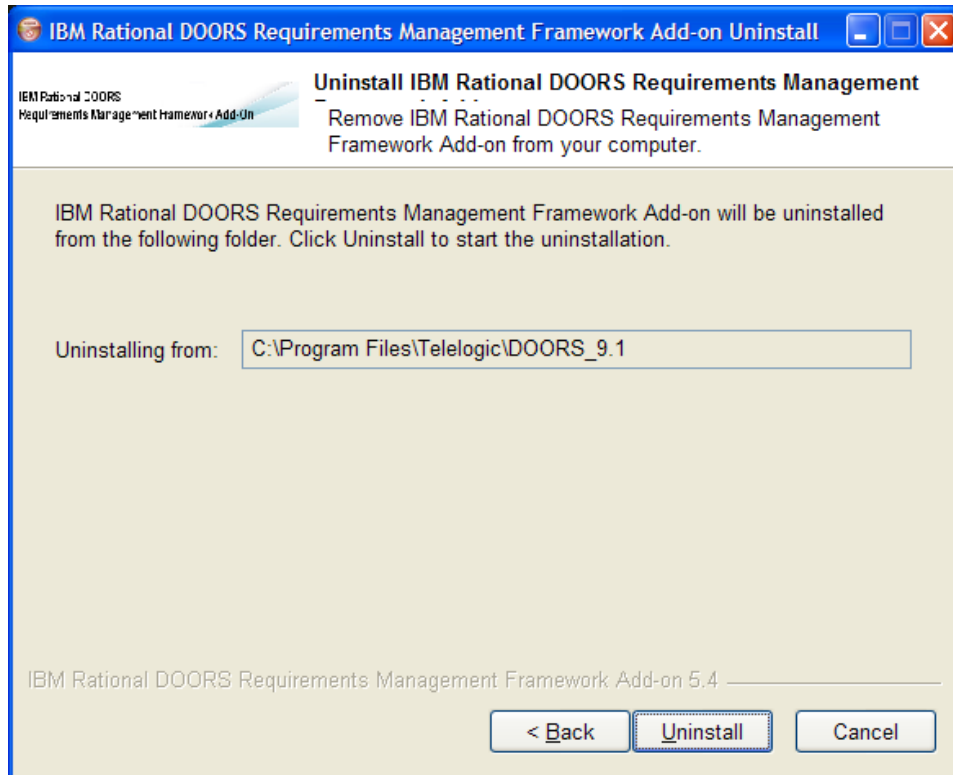 IBM Rational DOORS Requirements Management Framework Add-on Uninstall
IBM Rational DOORS
Requirements Management Framework Add-On
Uninstall IBM Rational DOORS Requirements Management
Remove IBM Rational DOORS Requirements Management
Framework Add-on from your computer.
IBM Rational DOORS Requirements Management Framework Add-on will be uninstalled
from the following folder. Click Uninstall to start the uninstallation.
Uninstalling from: C:\Program Files\Telelogic\DOORS_9.1
IBM Rational DOORS Requirements Management Framework Add-on 5.4
< Back Uninstall Cancel